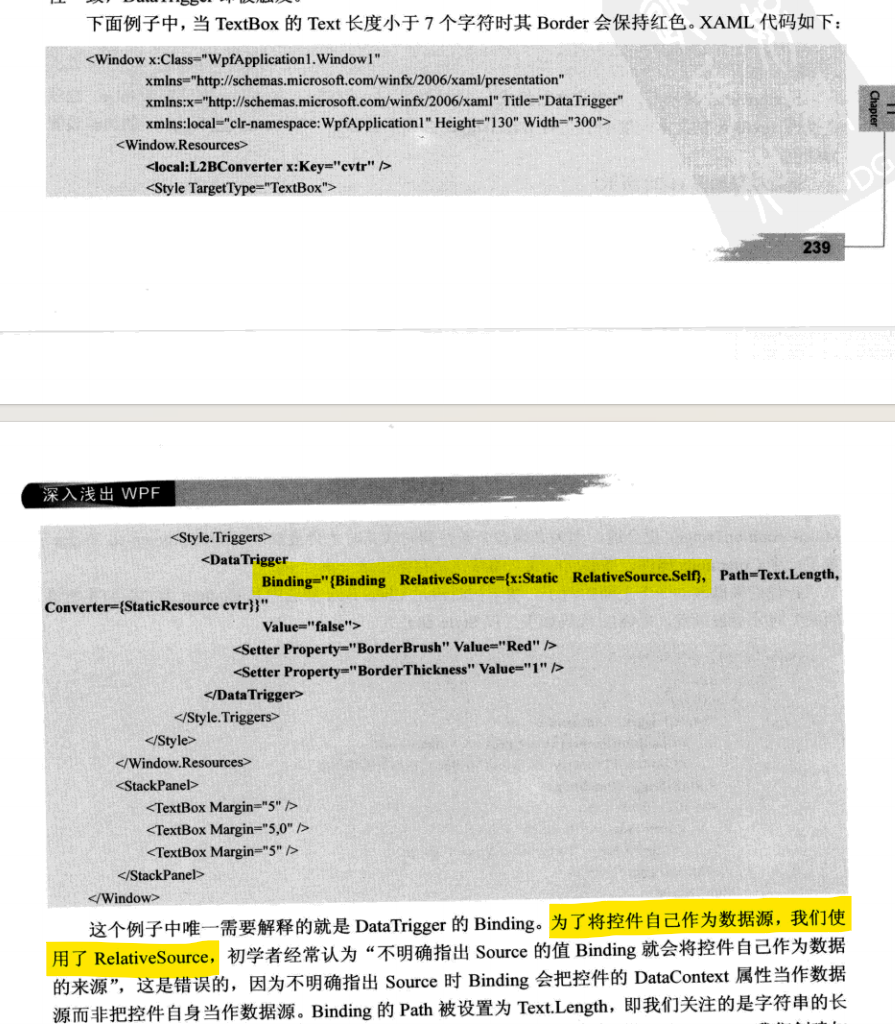 下面例子中，当 TextBox 的 Text 长度小于 7 个字符时其 Border 会保持红色。XAML 代码如下：
<Window x:Class="WpfApplication1.Window1"
xmlns="http://schemas.microsoft.com/winfx/2006/xaml/presentation"
xmlns:x="http://schemas.microsoft.com/winfx/2006/xaml" Title="DataTrigger"
xmlns:local="clr-namespace:WpfApplication1" Height="130" Width="300">
<Window.Resources>
<local:L2BConverter x:Key="cvtr" />
<Style TargetType="TextBox">
11
Chapter
239
深入浅出 WPF
<Style.Triggers>
<DataTrigger
Binding="{Binding RelativeSource={x:Static RelativeSource.Self}, Path=Text.Length,
Converter={StaticResource cvtr}}"
Value="false">
<Setter Property="BorderBrush" Value="Red" />
<Setter Property="BorderThickness" Value="1" />
</DataTrigger>
</Style.Triggers>
</Style>
</Window.Resources>
<StackPanel>
<TextBox Margin="5" />
<TextBox Margin="5,0" />
<TextBox Margin="5" />
</StackPanel>
</Window>
这个例子中唯一需要解释的就是 DataTrigger 的 Binding。为了将控件自己作为数据源，我们使
用了 RelativeSource，初学者经常认为“不明确指出 Source 的值 Binding 就会将控件自己作为数据
的来源”，这是错误的，因为不明确指出 Source 时 Binding 会把控件的 DataContext 属性当作数据
源而非把控件自身当作数据源。Binding 的 Path 被设置为 Text.Length，即我们关注的是字符串的长